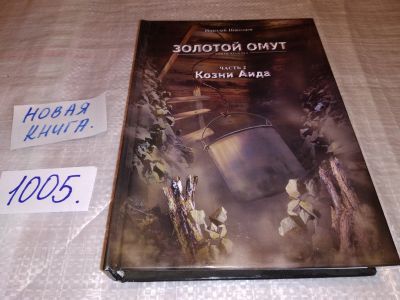 ЗОЛОТОЙ ОМУТ
ЧАСТЬ 2
Козни Аида
НОВАЯ
КНИГА.
1005.